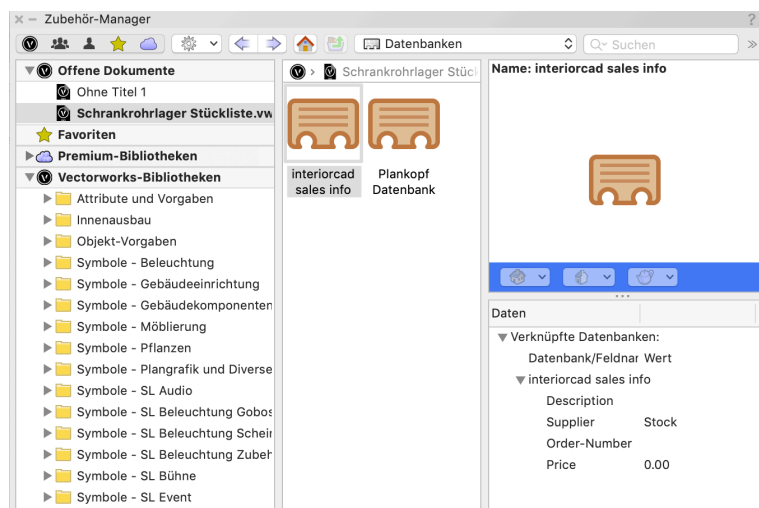 Zubehör-Manager
?
Datenbanken
Suchen
Offene Dokumente
Ohne Titel 1
Schrankrohrlager Stückliste.vw
Favoriten
Premium-Bibliotheken
Vectorworks-Bibliotheken
Attribute und Vorgaben
Innenausbau
Objekt-Vorgaben
Symbole - Beleuchtung
Symbole - Gebäudeeinrichtung
Symbole - Gebäudekomponenten
Symbole - Möblierung
Symbole - Pflanzen
Symbole - Plangrafik und Diverse
Symbole - SL Audio
Symbole - SL Beleuchtung Gobos
Symbole - SL Beleuchtung Schein
Symbole - SL Beleuchtung Zubeh
Symbole - SL Bühne
Symbole - SL Event
Schrankrohrlager Stück
interiorcad
sales info
Plankopf
Datenbank
Name: interiorcad sales info
Daten
Verknüpfte Datenbanken:
Datenbank/Feldnar Wert
interiorcad sales info
Description
Supplier Stock
Order-Number
Price 0.00